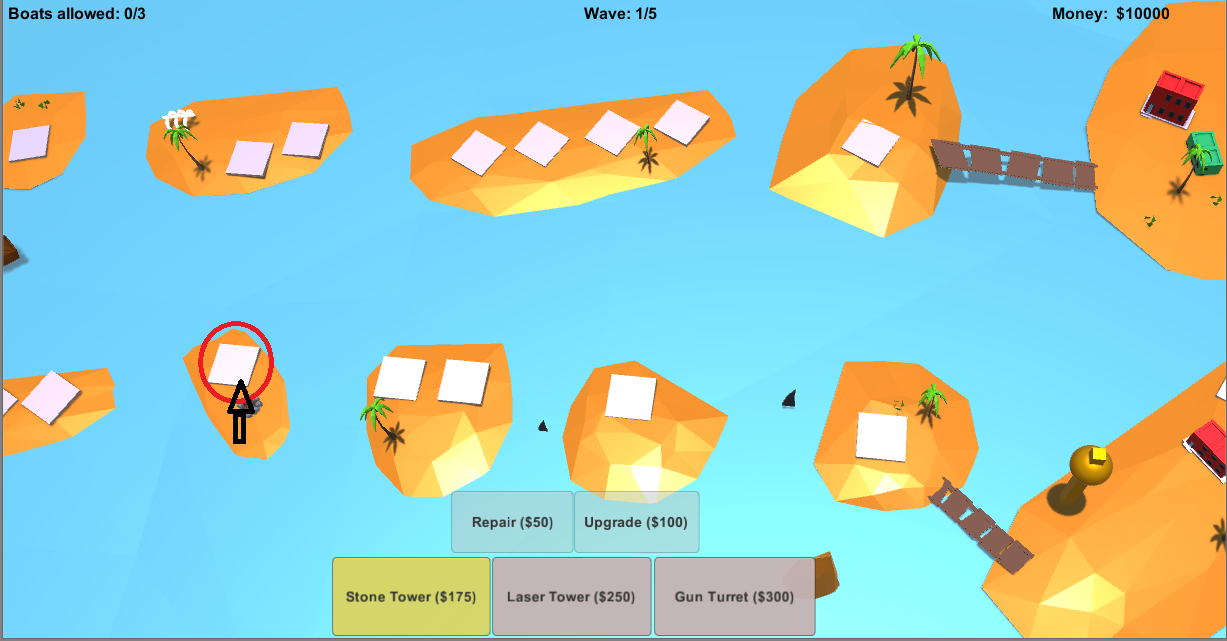 Boats allowed: 0/3
Wave: 1/5
Money: $10000
Repair ($50)
Upgrade ($100)
Stone Tower ($175)
Laser Tower ($250)
Gun Turret ($300)